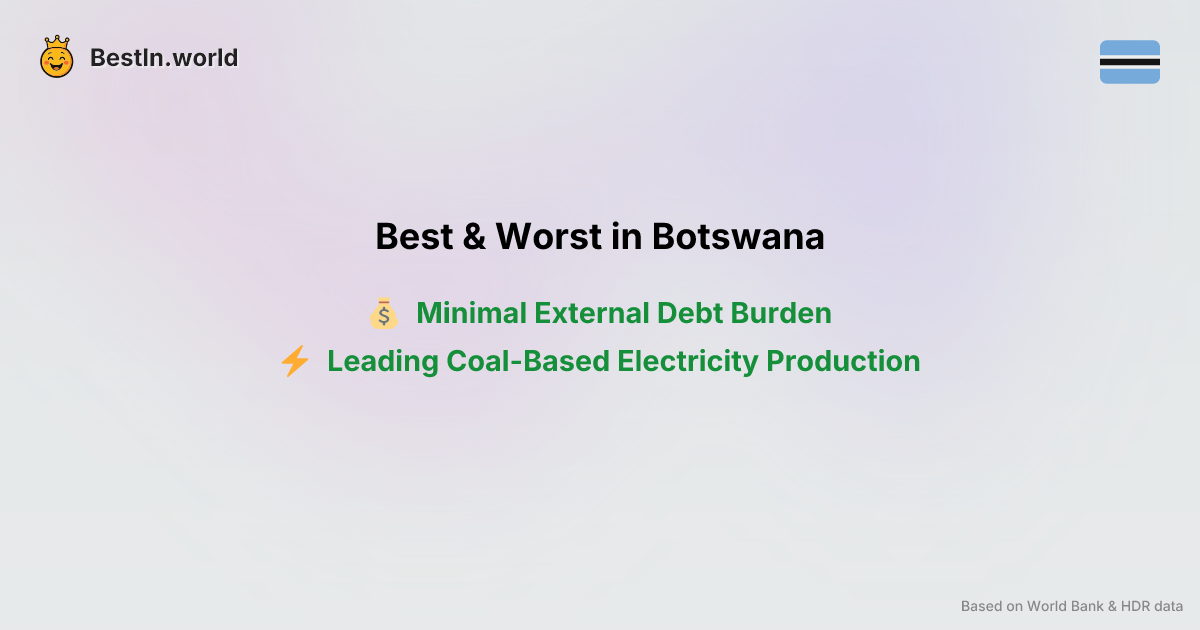 BestIn.world
Best & Worst in Botswana
💰 Minimal External Debt Burden
⚡ Leading Coal-Based Electricity Production
Based on World Bank & HDR data